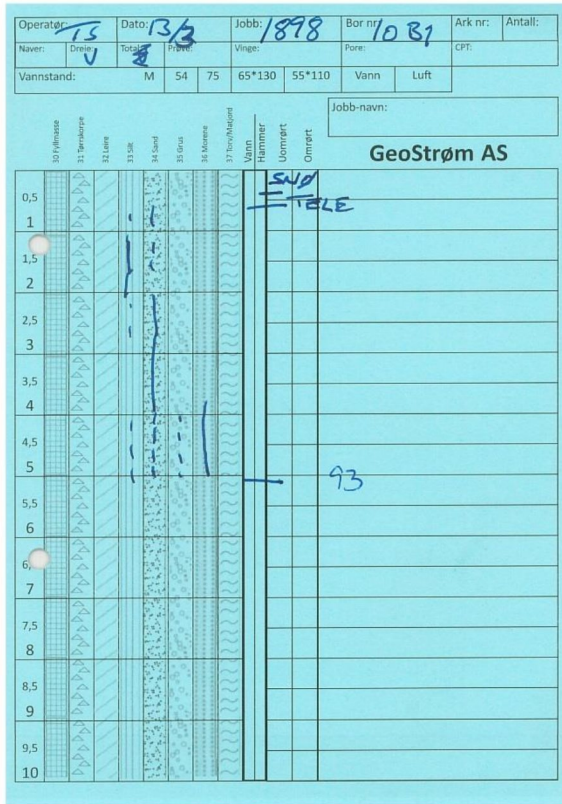 Operatør: TS Dato: 13/3 Jobb: 1898 Bor nr: 10 B1 Ark nr: Antall:
Naver: Dreie: V Total: Prøve: Vinge: Pore: CPT:
Vannstand: M 54 75 65*130 55*110 Vann Luft
Jobb-navn:
30 Fyllmasse 31 Tørrskorpe 32 Leire 33 Silt 34 Sand 35 Grus 36 Morene 37 Torv/Matjord Vann Hammer Uomrørt Omrørt
GeoStrøm AS
SNØ
0,5 TELE
1
1,5
2
2,5
3
3,5
4
4,5
5 93
5,5
6
6,
7
7,5
8
8,5
9
9,5
10